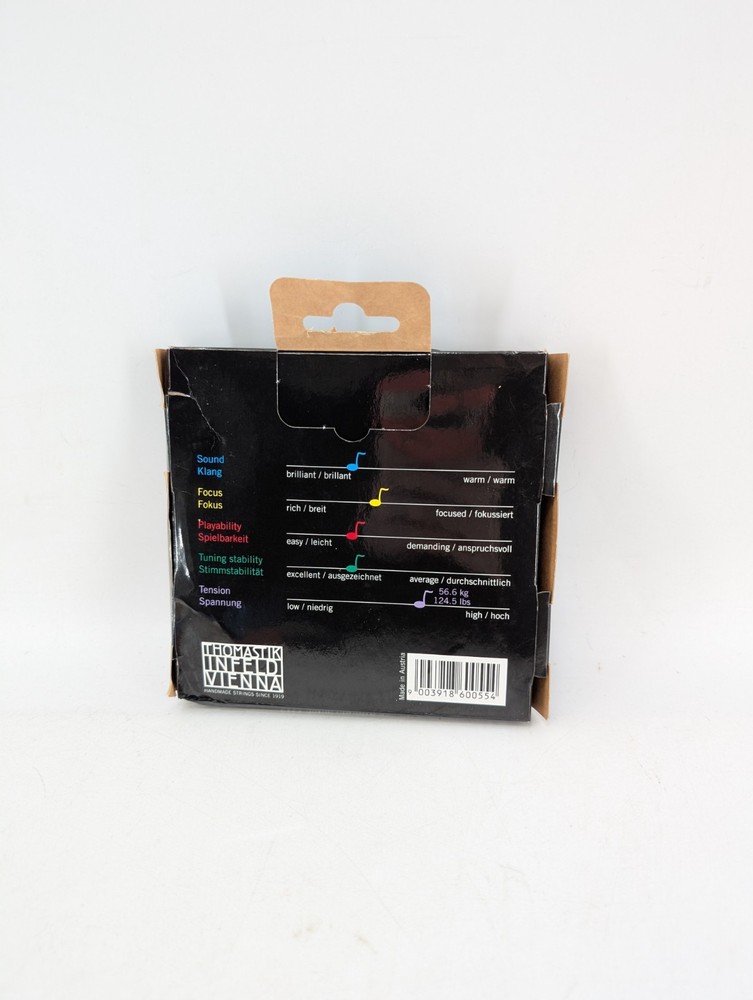 Sound
Klang
brilliant / brillant
warm / warm
Focus
Fokus
rich / breit
focused / fokussiert
Playability
Spielbarkeit
easy / leicht
demanding / anspruchsvoll
Tuning stability
Stimmstabilität
excellent / ausgezeichnet
average / durchschnittlich
Tension
Spannung
56.6 kg
124.5 lbs
low / niedrig
high / hoch
THOMASTIK
INFELD
VIENNA
HANDMADE STRINGS SINCE 1919
Made in Austria
9 003918 600554